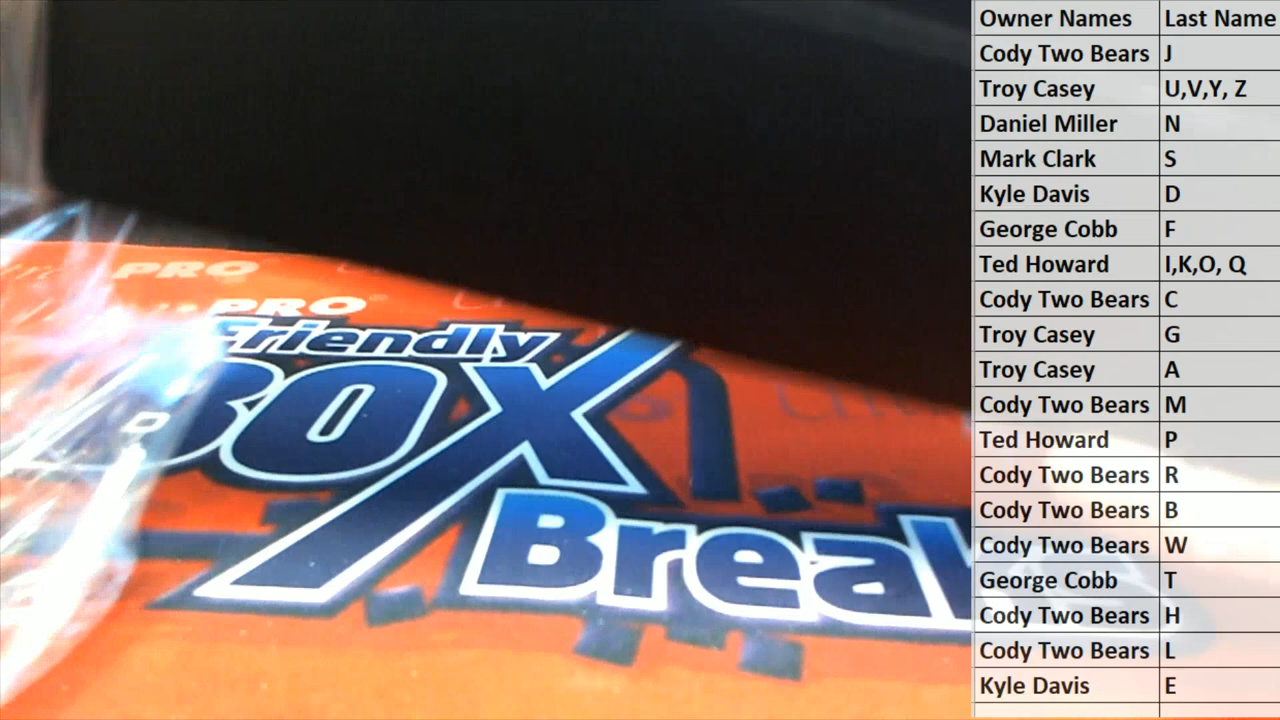 PRO
PRO
Friendly
BOX
Break
Owner Names Last Name
Cody Two Bears J
Troy Casey U,V,Y, Z
Daniel Miller N
Mark Clark S
Kyle Davis D
George Cobb F
Ted Howard I,K,O, Q
Cody Two Bears C
Troy Casey G
Troy Casey A
Cody Two Bears M
Ted Howard P
Cody Two Bears R
Cody Two Bears B
Cody Two Bears W
George Cobb T
Cody Two Bears H
Cody Two Bears L
Kyle Davis E